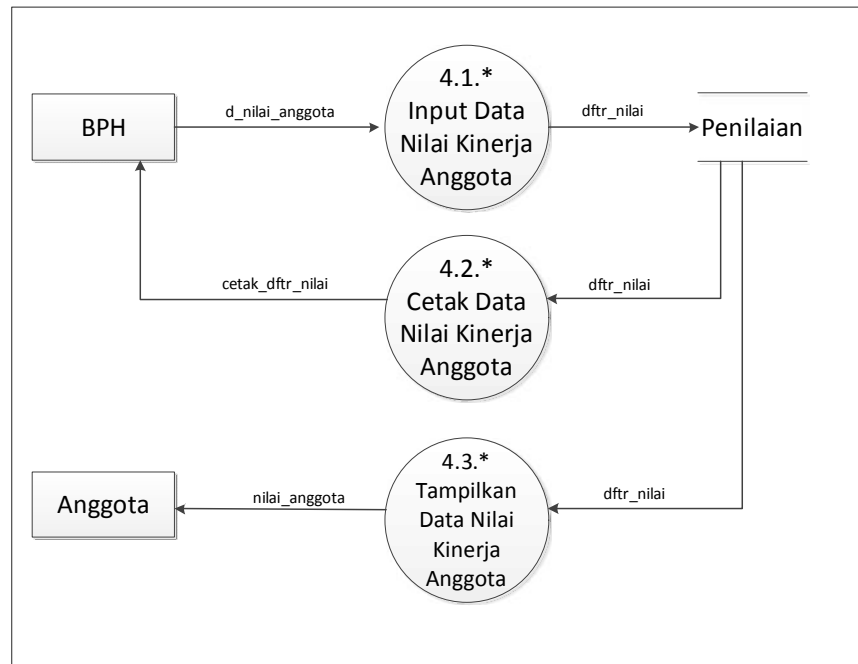 BPH
d_nilai_anggota
4.1.*
Input Data
Nilai Kinerja
Anggota
dftr_nilai
Penilaian
cetak_dftr_nilai
4.2.*
Cetak Data
Nilai Kinerja
Anggota
dftr_nilai
Anggota
nilai_anggota
4.3.*
Tampilkan
Data Nilai
Kinerja
Anggota
dftr_nilai